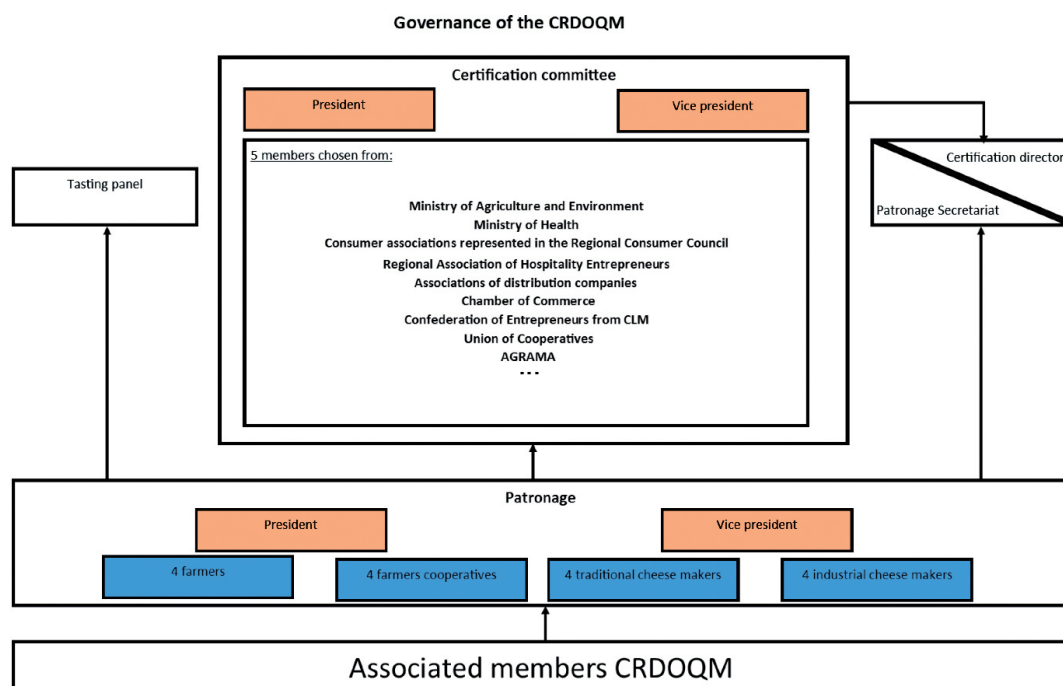 Governance of the CRDOQM
Certification committee
President
Vice president
5 members chosen from:
Ministry of Agriculture and Environment
Ministry of Health
Consumer associations represented in the Regional Consumer Council
Regional Association of Hospitality Entrepreneurs
Associations of distribution companies
Chamber of Commerce
Confederation of Entrepreneurs from CLM
Union of Cooperatives
AGRAMA
- - -
Tasting panel
Certification director
Patronage Secretariat
Patronage
President
Vice president
4 farmers
4 farmers cooperatives
4 traditional cheese makers
4 industrial cheese makers
Associated members CRDOQM